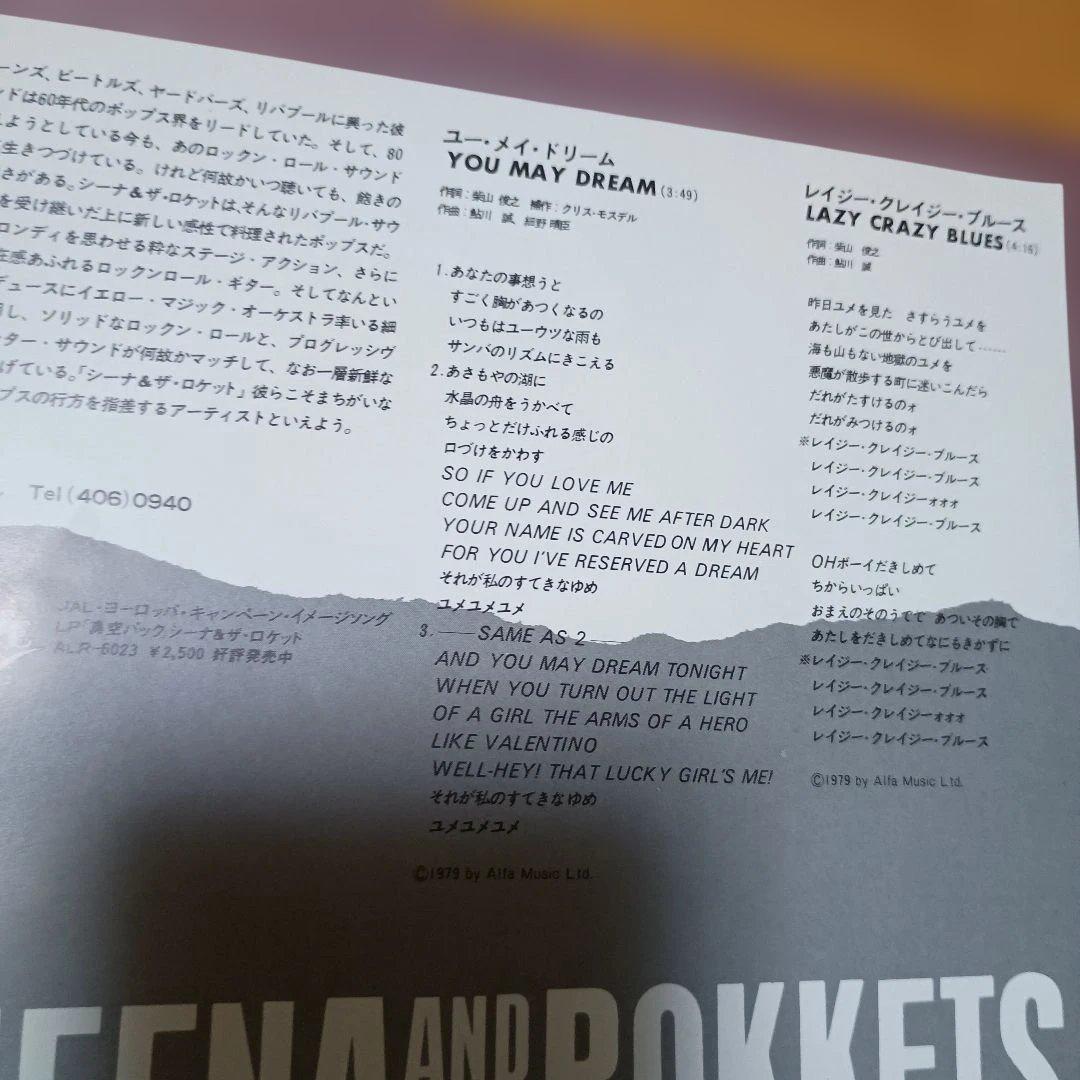 ーンズ、ビートルズ、ヤードバーズ、リバプールに興った彼
ンドは60年代のポップス界をリードしていた。そして、80
ようとしている今も、あのロックン・ロール・サウンド
生きつづけている。けれど何故かいつ聴いても、飽きの
さがある。シーナ&ザ・ロケットは、そんなリバプール・サウ
を受け継いだ上に新しい感性で料理されたポップスだ。
ロンディを思わせる粋なステージ・アクション、さらに
在感あふれるロックンロール・ギター。そしてなんとい
デュースにイエロー・マジック・オーケストラ率いる細
し、ソリッドなロックン・ロールと、プログレッシヴ
ター・サウンドが何故かマッチして、なお一層新鮮な
げている。「シーナ&ザ・ロケット」彼らこそまちがいな
プスの行方を指差するアーティストといえよう。
Tel(406)0940
JAL・ヨーロッパ・キャンペーン・イメージソング
LP「真空パック」シーナ&ザ・ロケット
ALR-6023 ¥2,500 好評発売中
ユー・メイ・ドリーム
YOU MAY DREAM(3:49)
作詞:柴山俊之 補作:クリス・モスデル
作曲:鮎川 誠、細野晴臣
1.あなたの事想うと
すごく胸があつくなるの
いつもはユーウツな雨も
サンバのリズムにきこえる
2.あさもやの湖に
水晶の舟をうかべて
ちょっとだけふれる感じの
口づけをかわす
SO IF YOU LOVE ME
COME UP AND SEE ME AFTER DARK
YOUR NAME IS CARVED ON MY HEART
FOR YOU I'VE RESERVED A DREAM
それが私のすてきなゆめ
ユメユメユメ
3.——SAME AS 2——
AND YOU MAY DREAM TONIGHT
WHEN YOU TURN OUT THE LIGHT
OF A GIRL THE ARMS OF A HERO
LIKE VALENTINO
WELL-HEY! THAT LUCKY GIRL'S ME!
それが私のすてきなゆめ
ユメユメユメ
©1979 by Alfa Music Ltd.
レイジー・クレイジー・ブルース
LAZY CRAZY BLUES(4:16)
作詞:柴山 俊之
作曲:鮎川 誠
昨日ユメを見た さすらうユメを
あたしがこの世からとび出して……
海も山もない地獄のユメを
悪魔が散歩する町に迷いこんだら
だれがたすけるのォ
だれがみつけるのォ
※レイジー・クレイジー・ブルース
レイジー・クレイジー・ブルース
レイジー・クレイジーォォォ
レイジー・クレイジー・ブルース
OHボーイだきしめて
ちからいっぱい
おまえのそのうでで あついその胸で
あたしをだきしめてなにもきかずに
※レイジー・クレイジー・ブルース
レイジー・クレイジー・ブルース
レイジー・クレイジーォォォ
レイジー・クレイジー・ブルース
©1979 by Alfa Music Ltd.
EENA AND ROKKETS